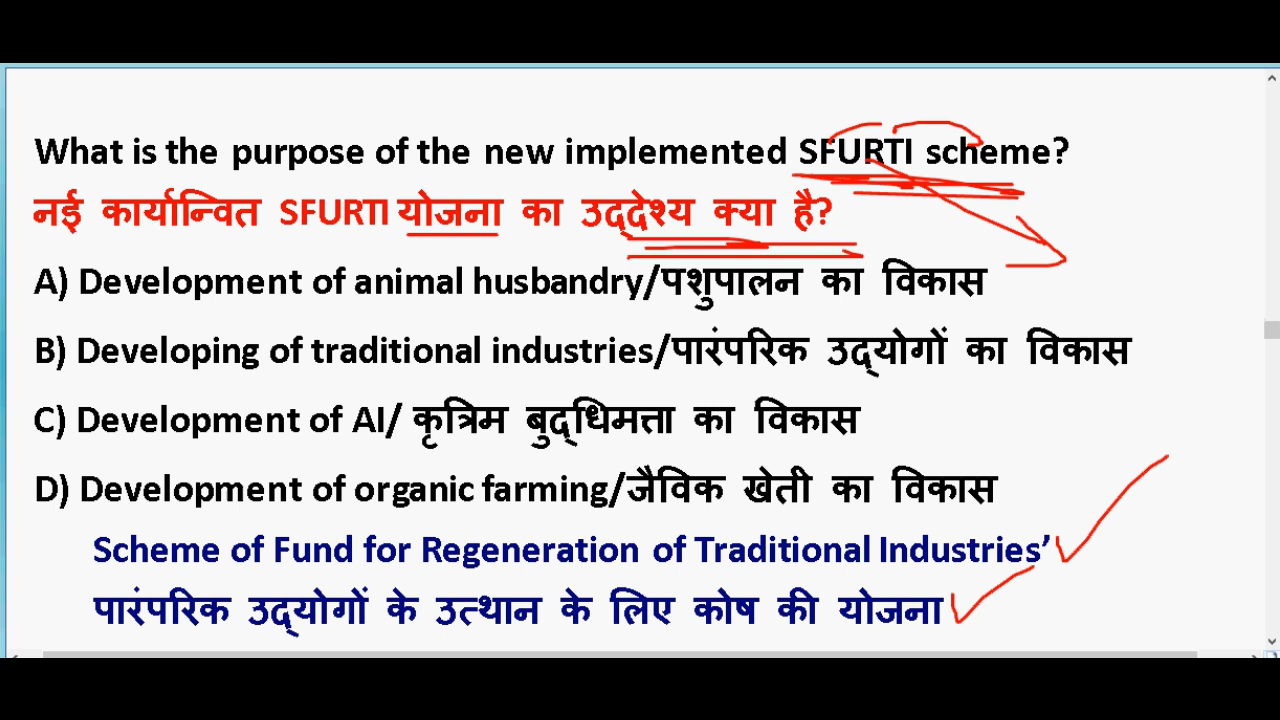 What is the purpose of the new implemented SFURTI scheme?
नई कार्यान्वित SFURTI योजना का उद्देश्य क्या है?
A) Development of animal husbandry/पशुपालन का विकास
B) Developing of traditional industries/पारंपरिक उद्योगों का विकास
C) Development of AI/ कृत्रिम बुद्धिमत्ता का विकास
D) Development of organic farming/जैविक खेती का विकास
Scheme of Fund for Regeneration of Traditional Industries’
पारंपरिक उद्योगों के उत्थान के लिए कोष की योजना